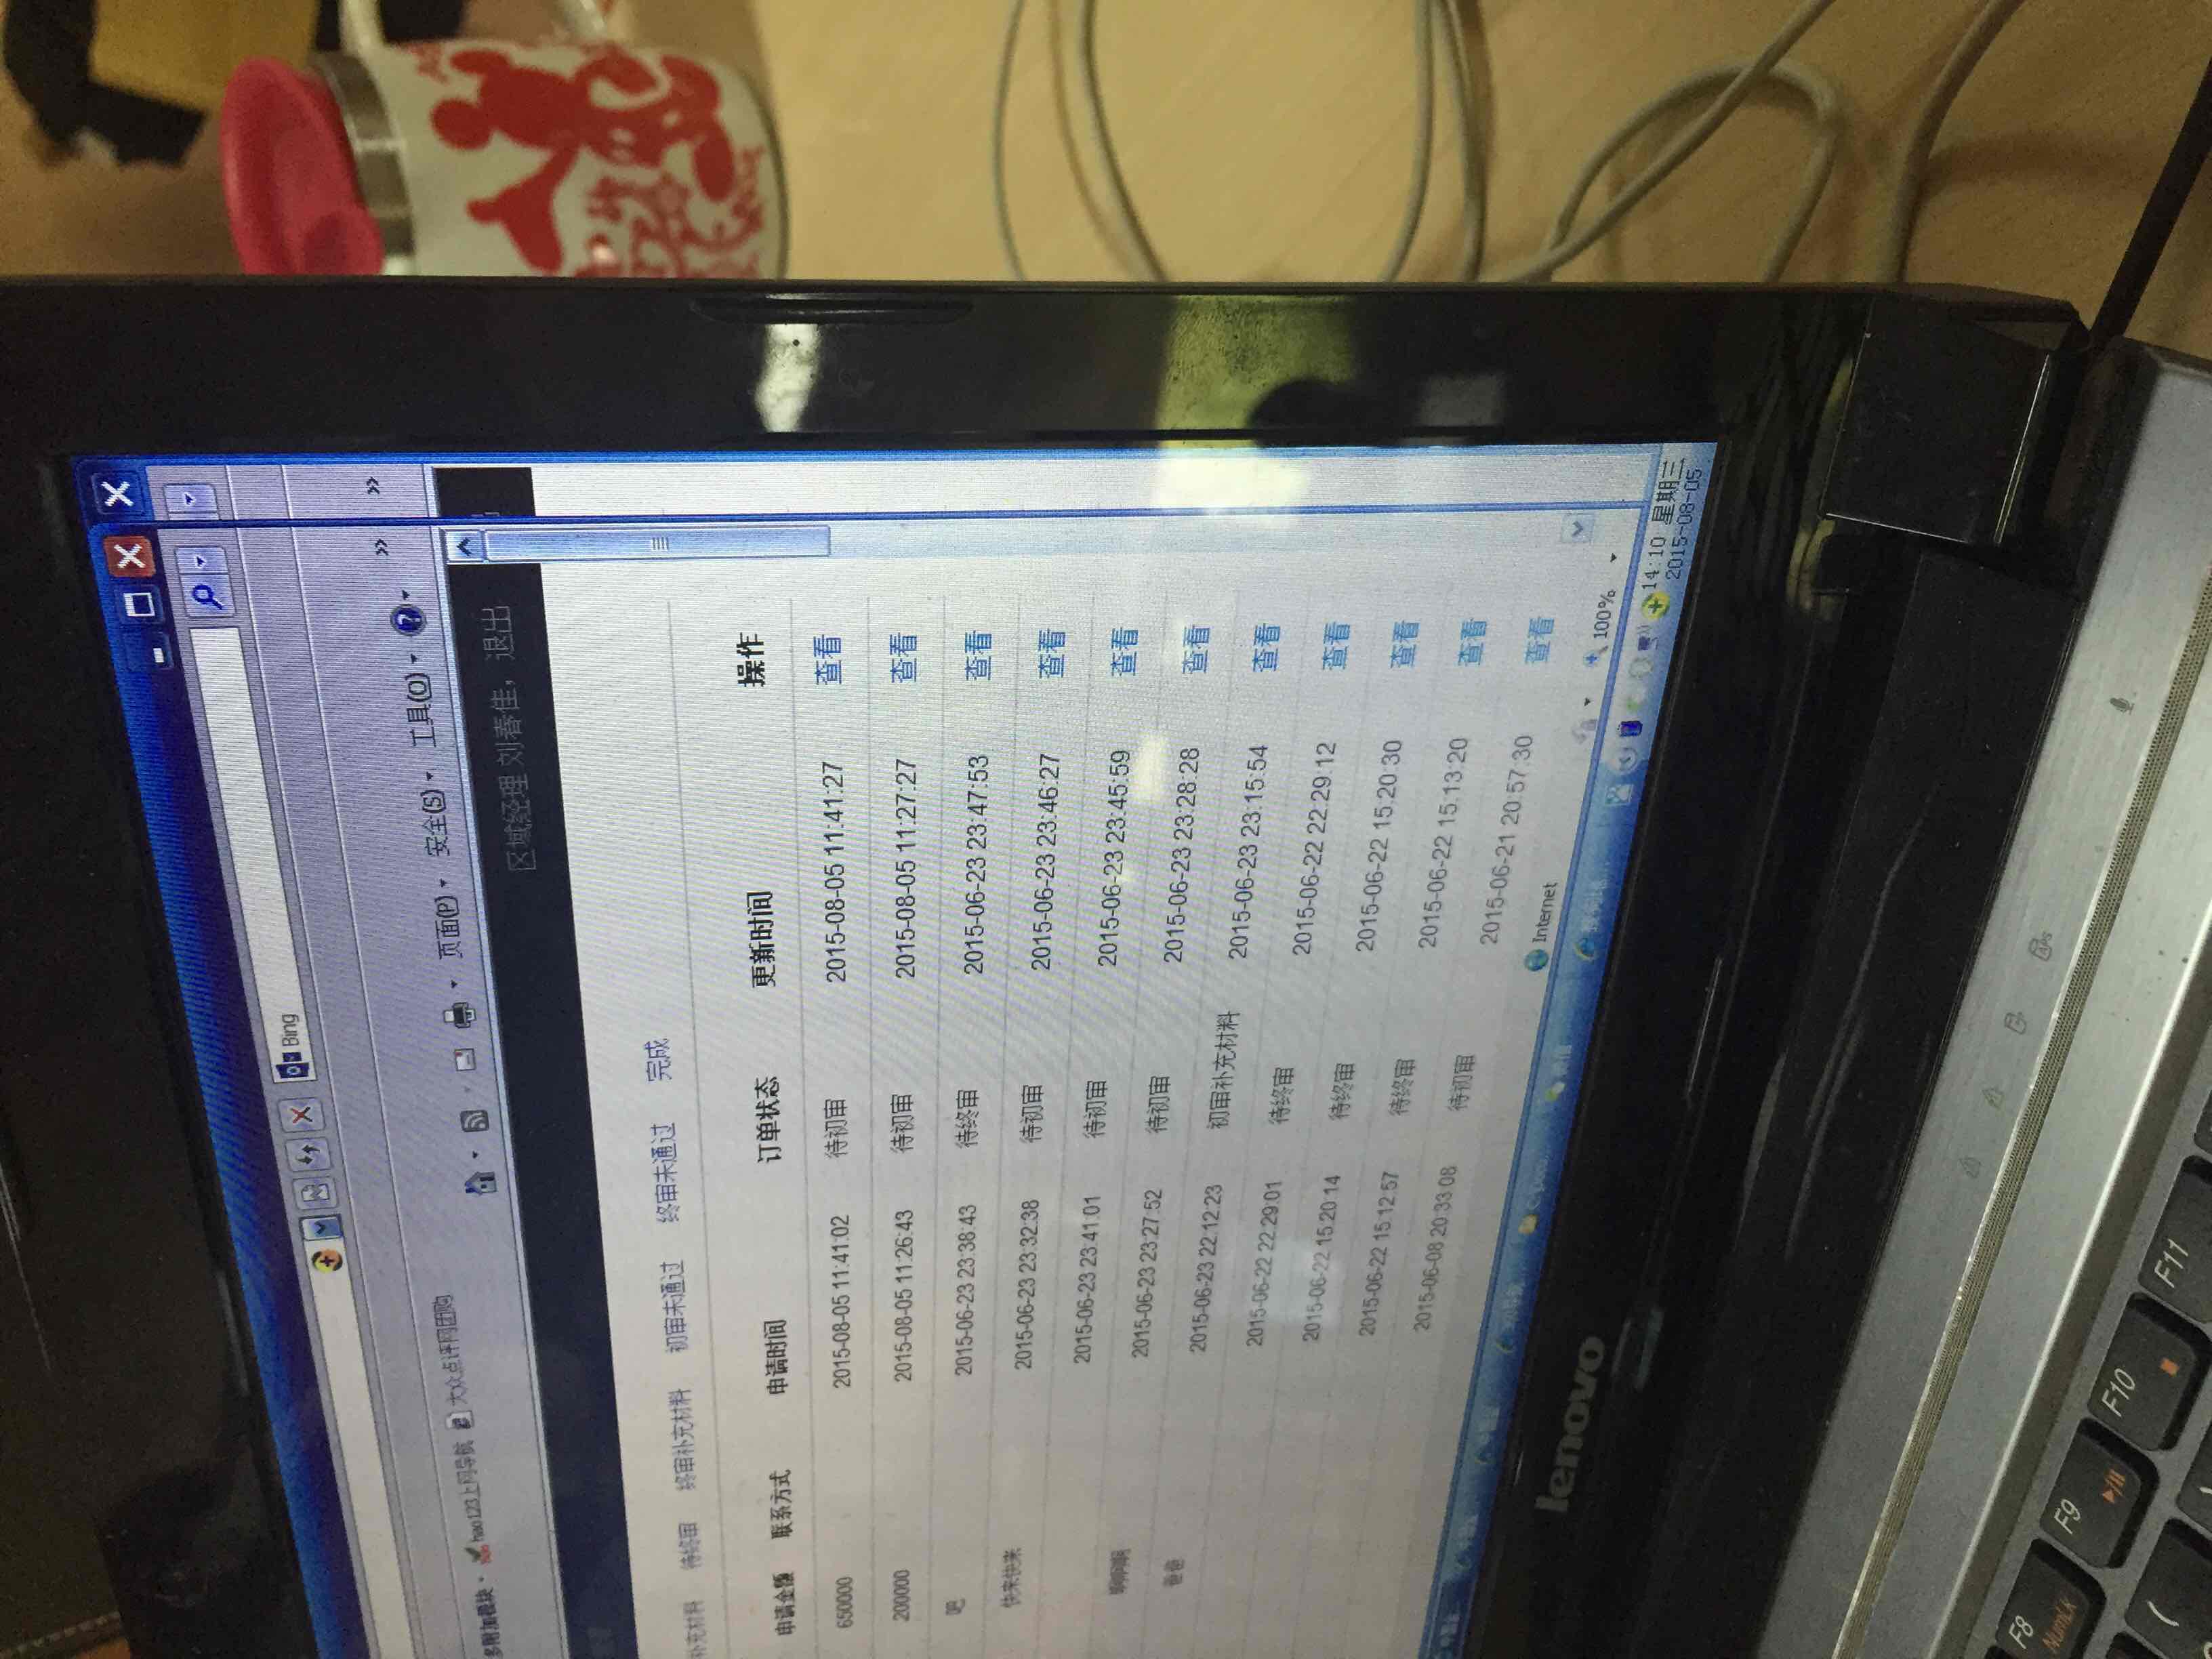 Bing
hao123上网导航 大众点评网团购 页面(P) 安全(S) 工具(O)
多附加模块
区域经理 刘春佳，退出
补充材料 待终审 终审补充材料 初审未通过 终审未通过 完成
申请金额 联系方式 申请时间 订单状态 更新时间 操作
650000 2015-08-05 11:41:02 待初审 2015-08-05 11:41:27 查看
200000 2015-08-05 11:26:43 待初审 2015-08-05 11:27:27 查看
吧 2015-06-23 23:38:43 待终审 2015-06-23 23:47:53 查看
快来快来 2015-06-23 23:32:38 待初审 2015-06-23 23:46:27 查看
2015-06-23 23:41:01 待初审 2015-06-23 23:45:59 查看
啊啊啊 2015-06-23 23:27:52 待初审 2015-06-23 23:28:28 查看
爸爸 2015-06-23 22:12:23 初审补充材料 2015-06-23 23:15:54 查看
2015-06-22 22:29:01 待终审 2015-06-22 22:29:12 查看
2015-06-22 15:20:14 待终审 2015-06-22 15:20:30 查看
2015-06-22 15:12:57 待终审 2015-06-22 15:13:20 查看
2015-06-08 20:33:08 待初审 2015-06-21 20:57:30 查看
Internet 100%
14:10 星期三
2015-08-05
lenovo
F8
NumLk
F9
F10
F11